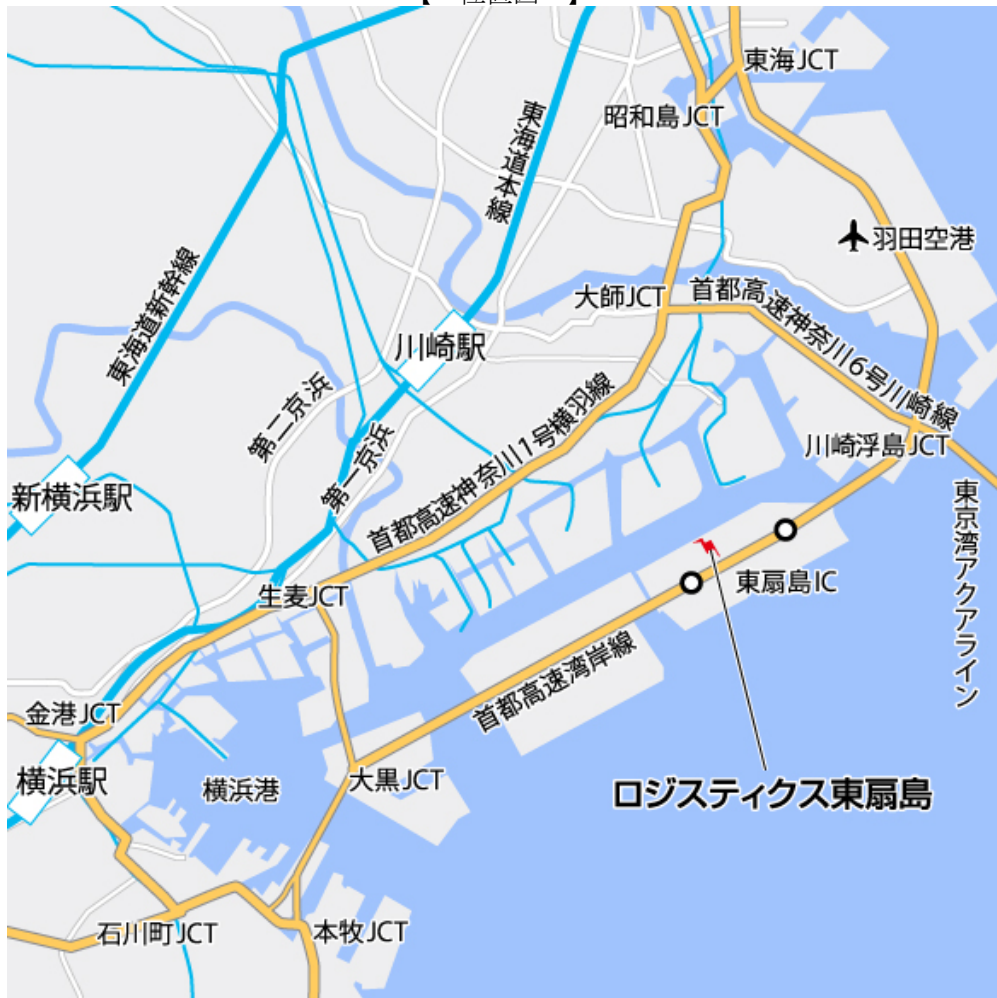 東海JCT
昭和島JCT
東海道本線
羽田空港
東海道新幹線
大師JCT
首都高速神奈川6号川崎線
川崎駅
第二京浜
第一京浜
首都高速神奈川1号横羽線
川崎浮島JCT
新横浜駅
東京湾アクアライン
生麦JCT
東扇島IC
首都高速湾岸線
金港JCT
横浜駅
横浜港
大黒JCT
ロジスティクス東扇島
石川町JCT
本牧JCT